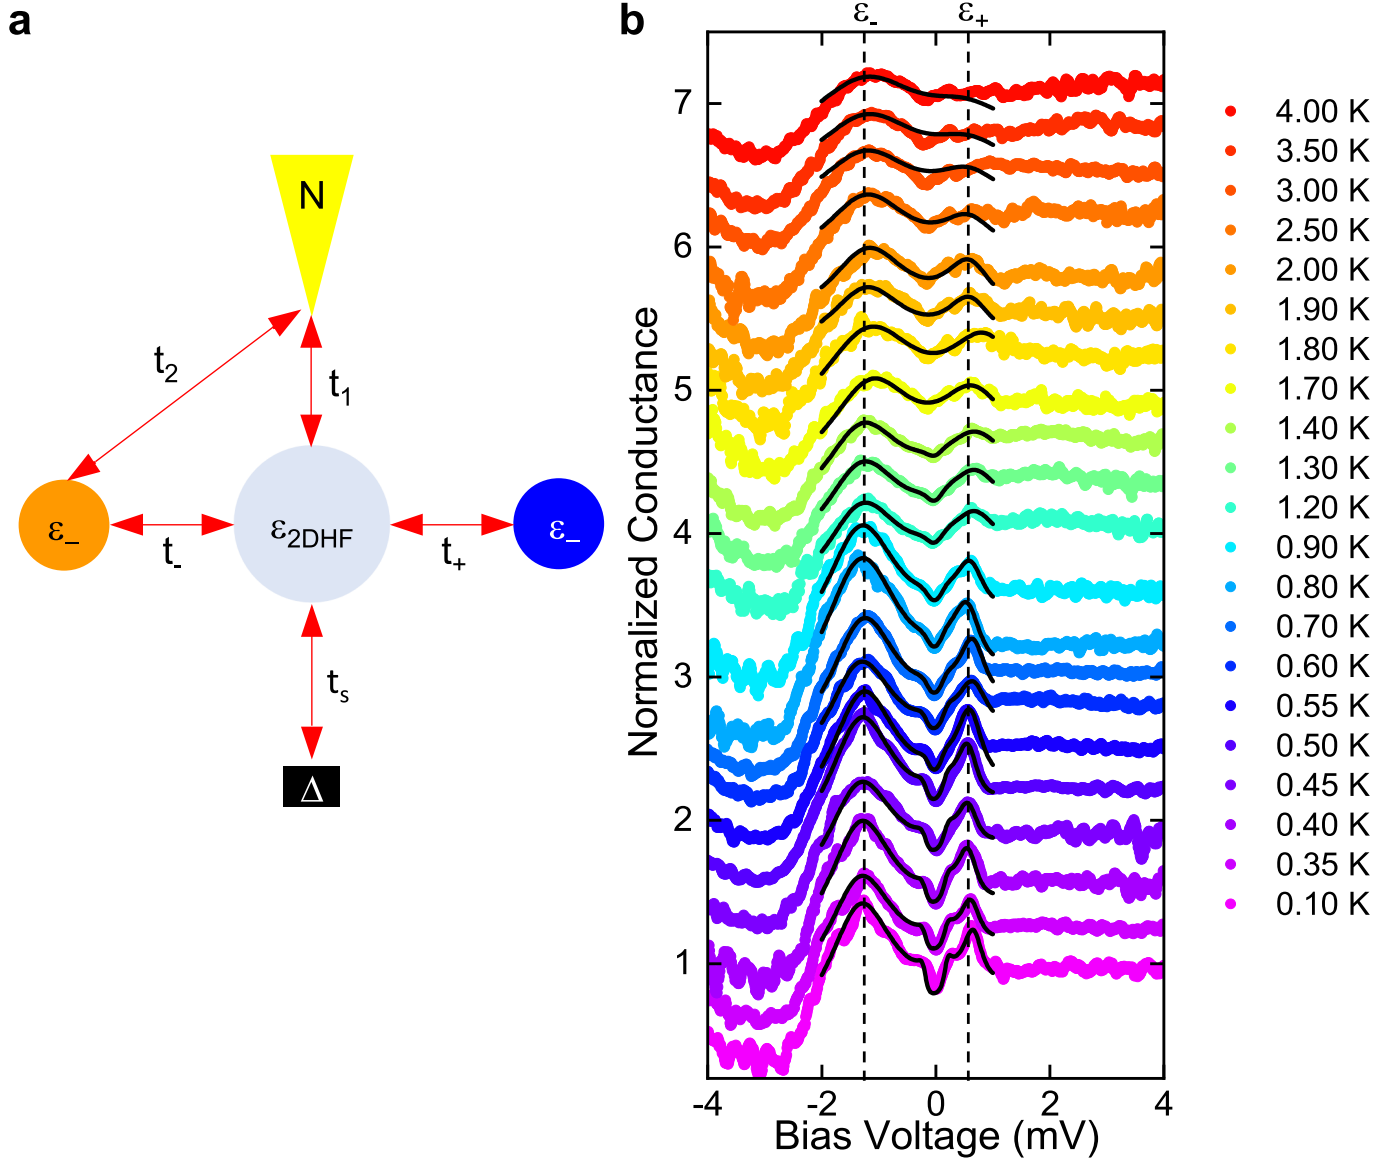 a
N
t₂
t₁
ε₋
t₋
ε₂DHF
t₊
ε₋
tₛ
Δ
b
ε₋ ε₊
Normalized Conductance
7
6
5
4
3
2
1
-4 -2 0 2 4
Bias Voltage (mV)
4.00 K
3.50 K
3.00 K
2.50 K
2.00 K
1.90 K
1.80 K
1.70 K
1.40 K
1.30 K
1.20 K
0.90 K
0.80 K
0.70 K
0.60 K
0.55 K
0.50 K
0.45 K
0.40 K
0.35 K
0.10 K